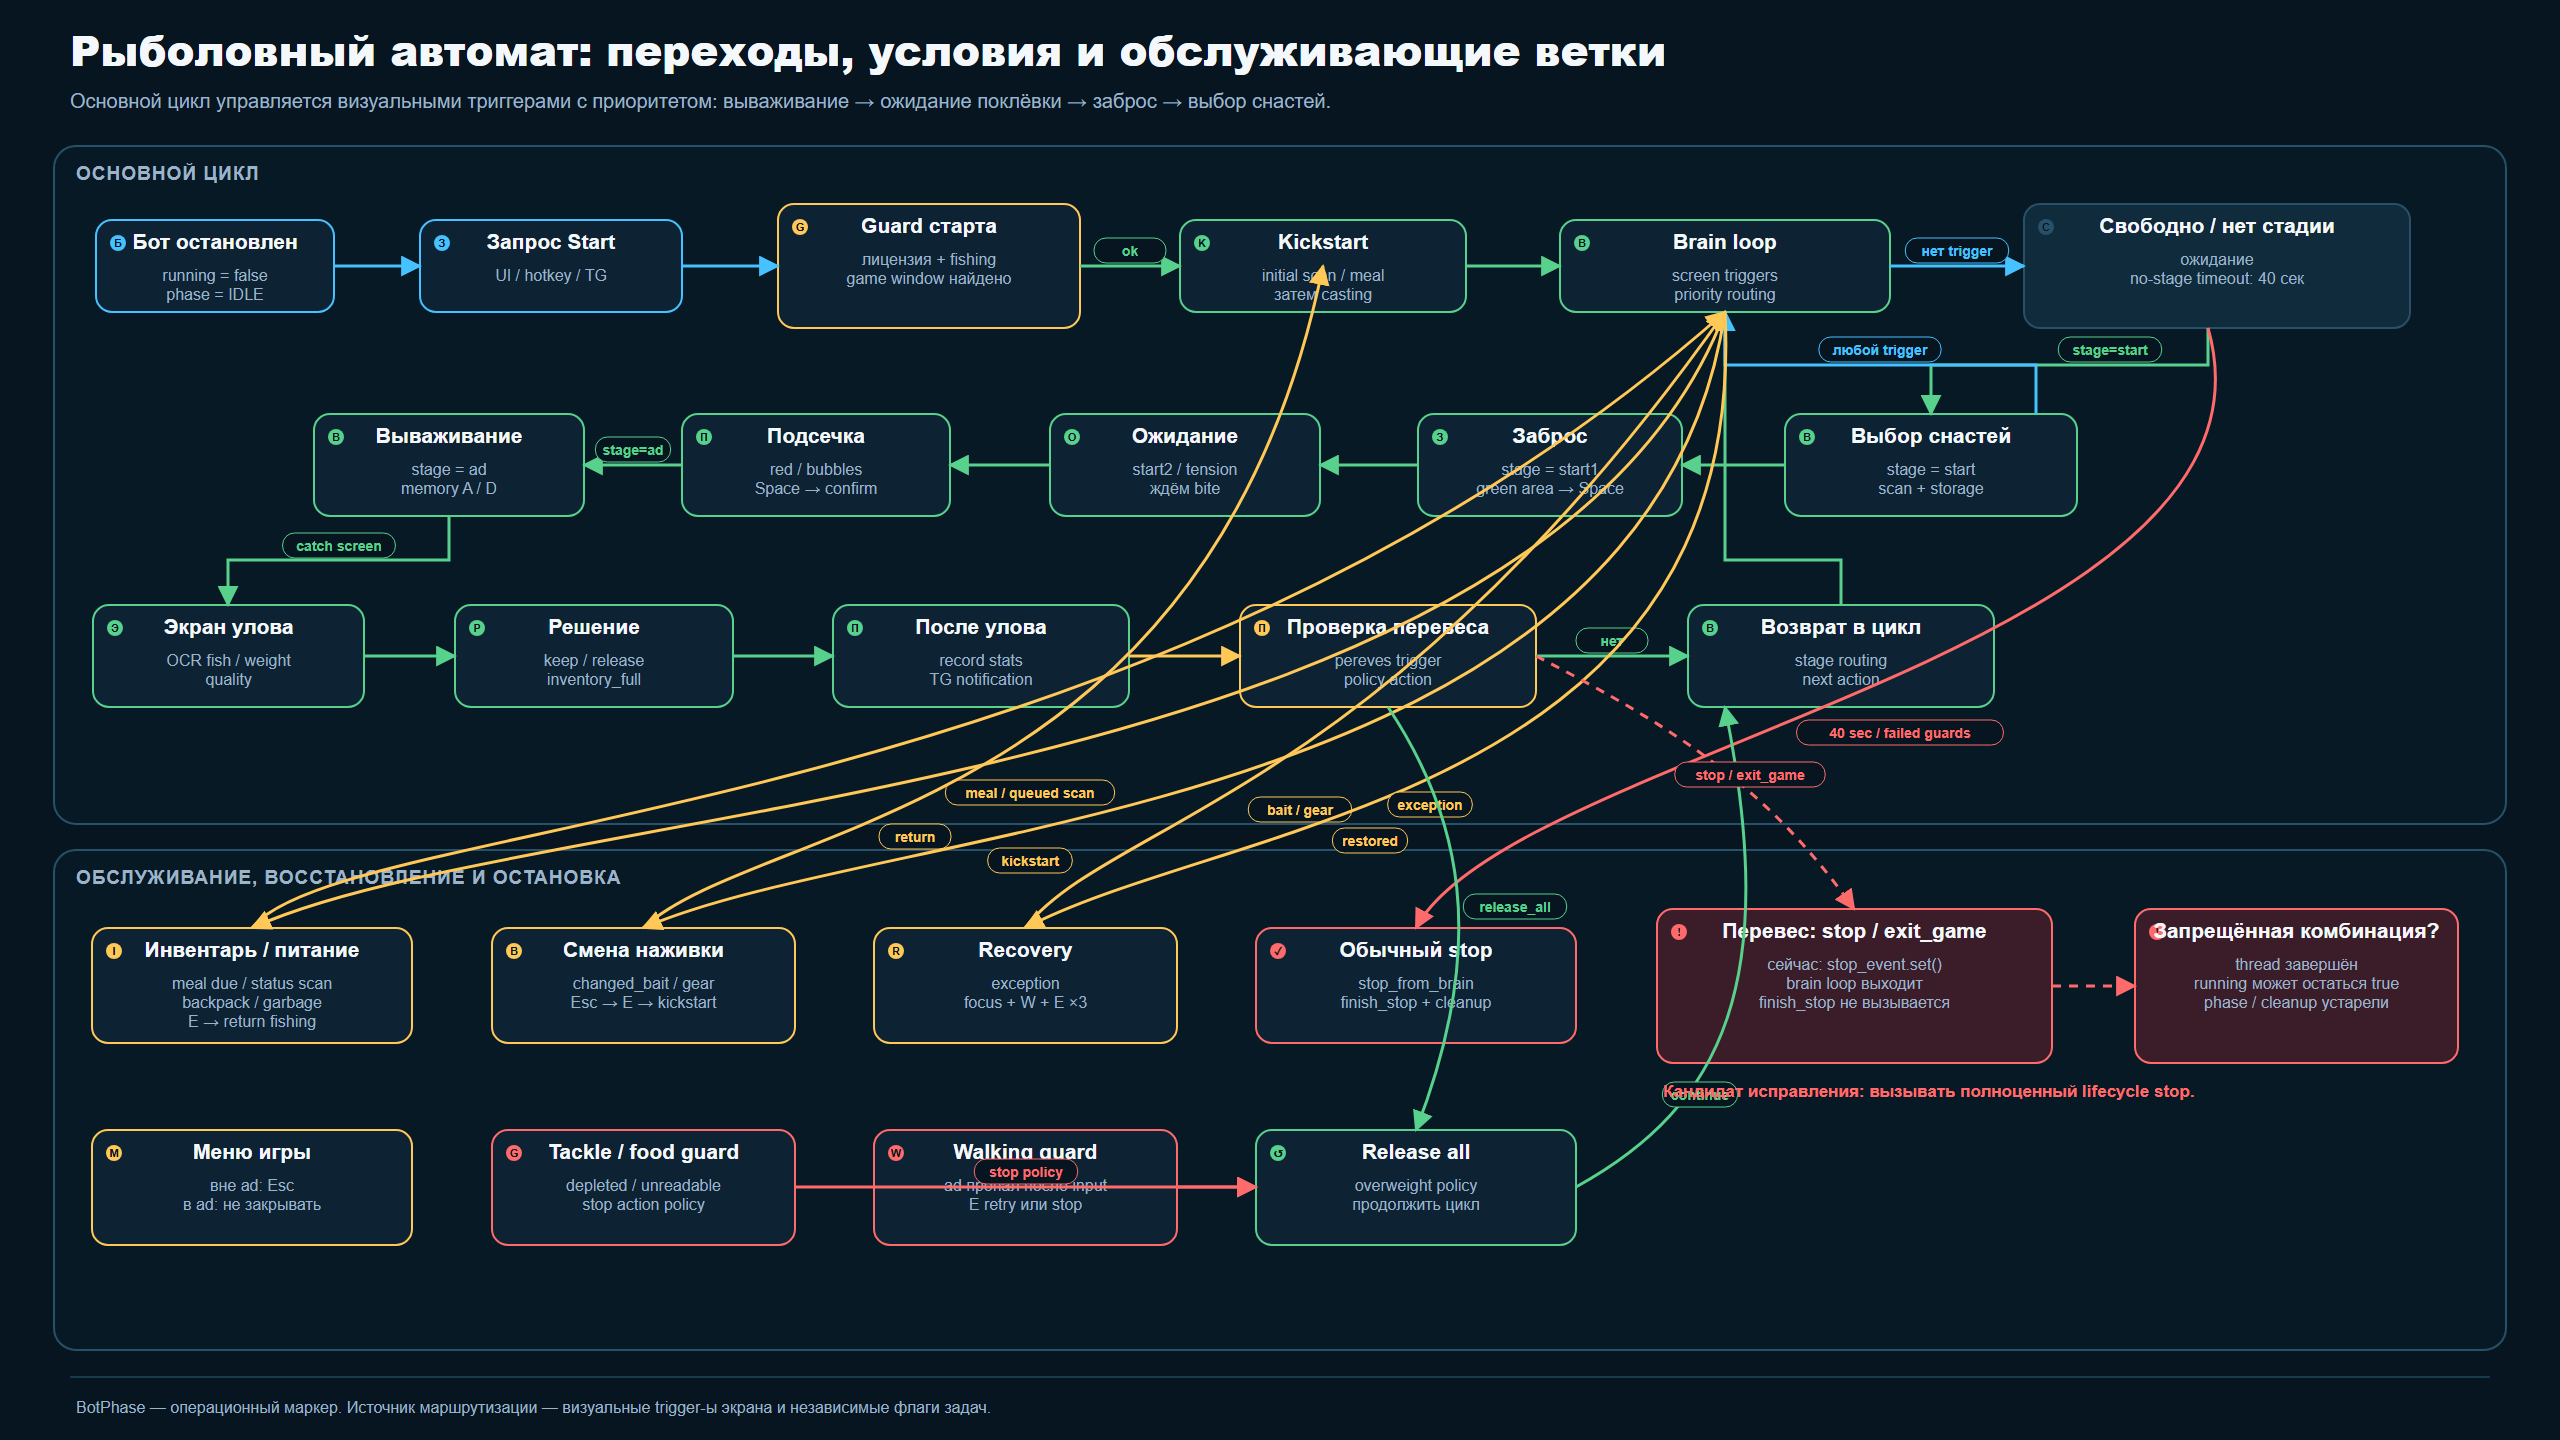 Рыболовный автомат: переходы, условия и обслуживающие ветки
Основной цикл управляется визуальными триггерами с приоритетом: вываживание → ожидание поклёвки → заброс → выбор снастей.
ОСНОВНОЙ ЦИКЛ
Б Бот остановлен
running = false
phase = IDLE
З Запрос Start
UI / hotkey / TG
G Guard старта
лицензия + fishing
game window найдено
ok
K Kickstart
initial scan / meal
затем casting
B Brain loop
screen triggers
priority routing
нет trigger
С Свободно / нет стадии
ожидание
no-stage timeout: 40 сек
любой trigger
stage=start
В Вываживание
stage = ad
memory A / D
stage=ad
П Подсечка
red / bubbles
Space → confirm
О Ожидание
start2 / tension
ждём bite
З Заброс
stage = start1
green area → Space
В Выбор снастей
stage = start
scan + storage
catch screen
Э Экран улова
OCR fish / weight
quality
Р Решение
keep / release
inventory_full
П После улова
record stats
TG notification
П Проверка перевеса
pereves trigger
policy action
нет
В Возврат в цикл
stage routing
next action
40 sec / failed guards
stop / exit_game
meal / queued scan
bait / gear
exception
return
restored
kickstart
ОБСЛУЖИВАНИЕ, ВОССТАНОВЛЕНИЕ И ОСТАНОВКА
release_all
I Инвентарь / питание
meal due / status scan
backpack / garbage
E → return fishing
B Смена наживки
changed_bait / gear
Esc → E → kickstart
R Recovery
exception
focus + W + E ×3
✓ Обычный stop
stop_from_brain
finish_stop + cleanup
! Перевес: stop / exit_game
сейчас: stop_event.set()
brain loop выходит
finish_stop не вызывается
Запрещённая комбинация?
thread завершён
running может остаться true
phase / cleanup устарели
continue
Кандидат исправления: вызывать полноценный lifecycle stop.
M Меню игры
вне ad: Esc
в ad: не закрывать
G Tackle / food guard
depleted / unreadable
stop action policy
W Walking guard
stop policy
ad пропал после input
E retry или stop
↺ Release all
overweight policy
продолжить цикл
BotPhase — операционный маркер. Источник маршрутизации — визуальные trigger-ы экрана и независимые флаги задач.